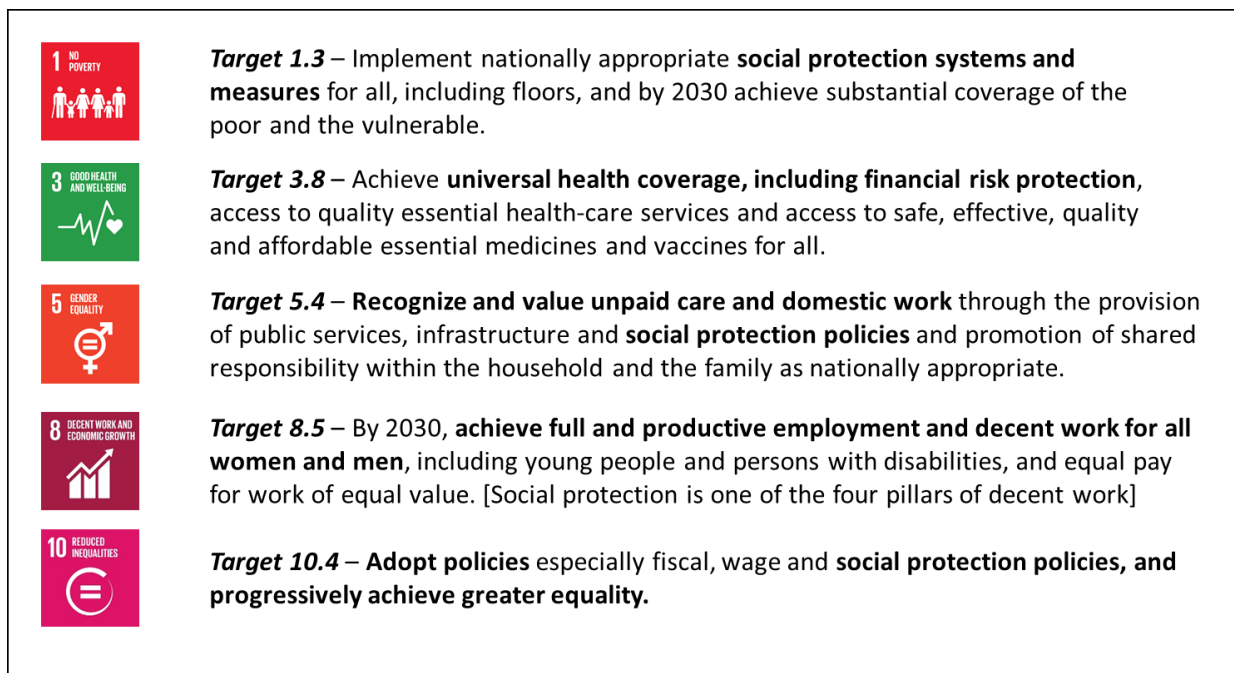 1 NO
POVERTY
Target 1.3 – Implement nationally appropriate social protection systems and
measures for all, including floors, and by 2030 achieve substantial coverage of the
poor and the vulnerable.
3 GOOD HEALTH
AND WELL-BEING
Target 3.8 – Achieve universal health coverage, including financial risk protection,
access to quality essential health-care services and access to safe, effective, quality
and affordable essential medicines and vaccines for all.
5 GENDER
EQUALITY
Target 5.4 – Recognize and value unpaid care and domestic work through the provision
of public services, infrastructure and social protection policies and promotion of shared
responsibility within the household and the family as nationally appropriate.
8 DECENT WORK AND
ECONOMIC GROWTH
Target 8.5 – By 2030, achieve full and productive employment and decent work for all
women and men, including young people and persons with disabilities, and equal pay
for work of equal value. [Social protection is one of the four pillars of decent work]
10 REDUCED
INEQUALITIES
Target 10.4 – Adopt policies especially fiscal, wage and social protection policies, and
progressively achieve greater equality.